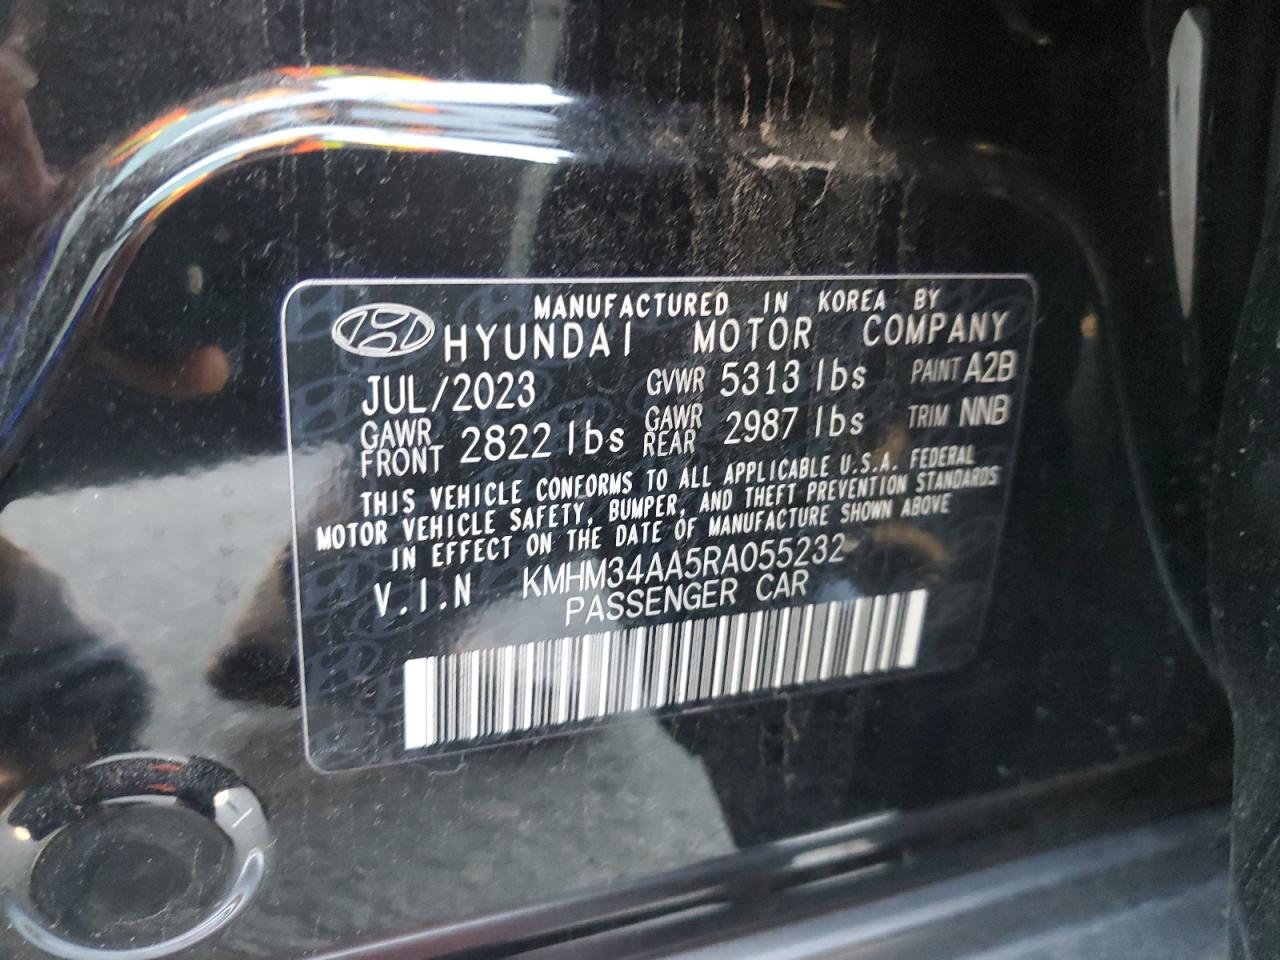 MANUFACTURED IN KOREA BY
HYUNDAI MOTOR COMPANY
JUL/2023 GVWR 5313 lbs PAINT A2B
GAWR FRONT 2822 lbs GAWR REAR 2987 lbs TRIM NNB
THIS VEHICLE CONFORMS TO ALL APPLICABLE U.S.A. FEDERAL
MOTOR VEHICLE SAFETY, BUMPER, AND THEFT PREVENTION STANDARDS
IN EFFECT ON THE DATE OF MANUFACTURE SHOWN ABOVE
V.I.N KMHM34AA5RA055232
PASSENGER CAR